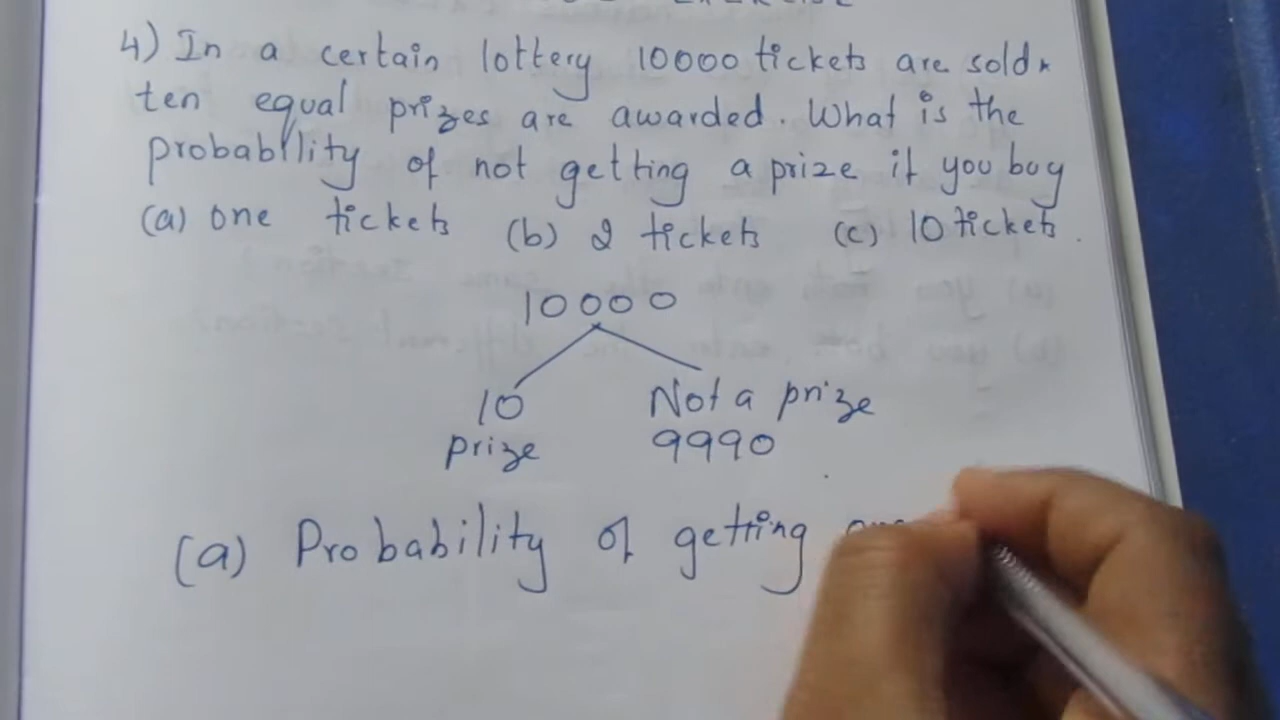 4) In a certain lottery 10000 tickets are sold &
ten equal prizes are awarded. What is the
probability of not getting a prize if you buy
(a) one tickets (b) 2 tickets (c) 10 tickets.
10000
10 Not a prize
prize 9990
(a) Probability of getting